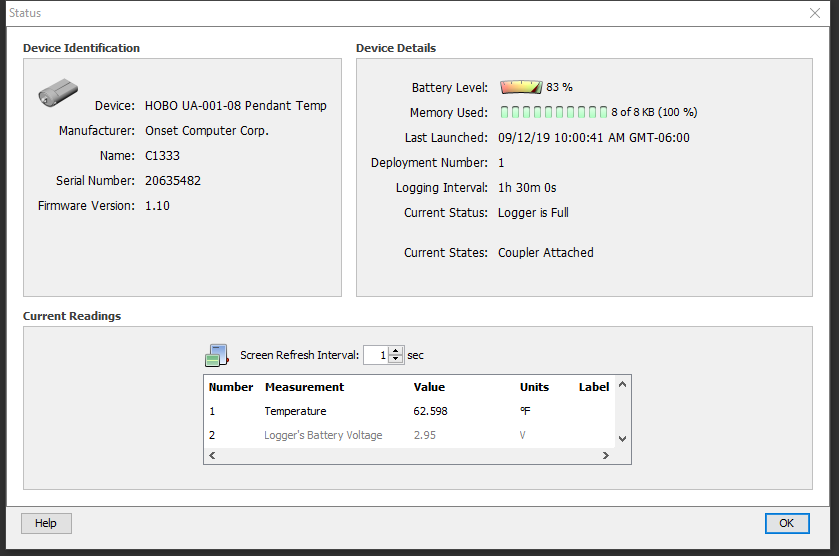 Status
Device Identification
Device: HOBO UA-001-08 Pendant Temp
Manufacturer: Onset Computer Corp.
Name: C1333
Serial Number: 20635482
Firmware Version: 1.10
Device Details
Battery Level: 83 %
Memory Used: 8 of 8 KB (100 %)
Last Launched: 09/12/19 10:00:41 AM GMT-06:00
Deployment Number: 1
Logging Interval: 1h 30m 0s
Current Status: Logger is Full
Current States: Coupler Attached
Current Readings
Screen Refresh Interval: 1 sec
Number Measurement Value Units Label
1 Temperature 62.598 °F
2 Logger's Battery Voltage 2.95 V
Help OK